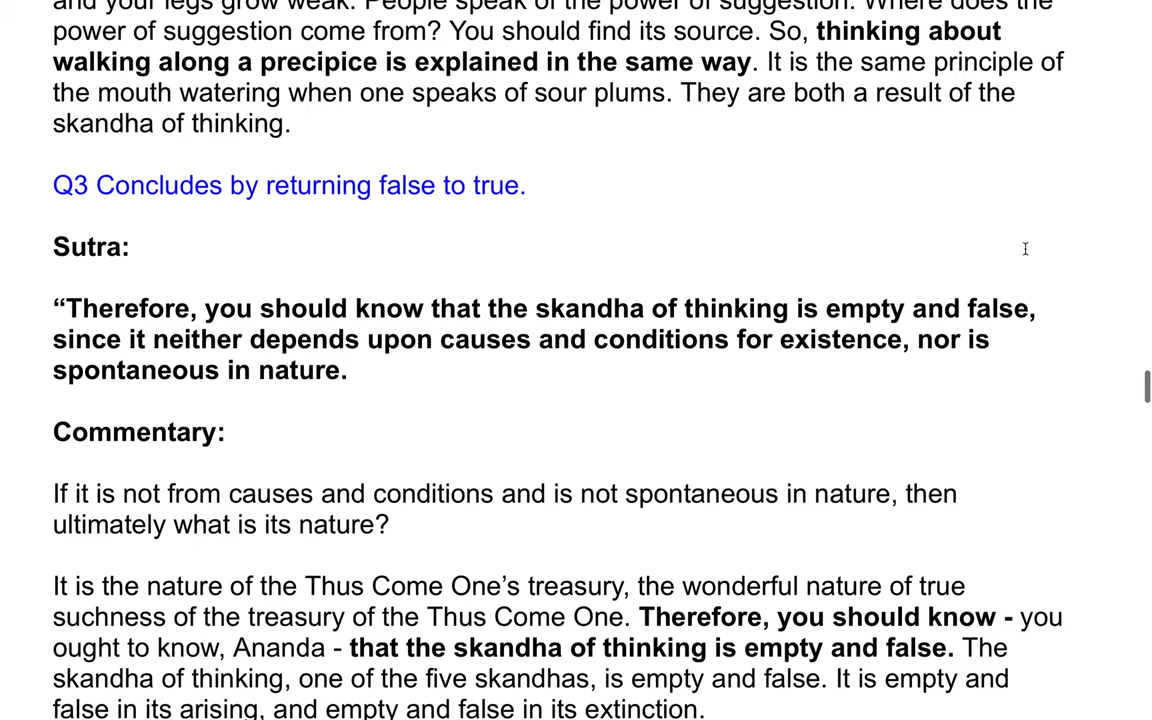 and your legs grow weak. People speak of the power of suggestion. Where does the
power of suggestion come from? You should find its source. So, thinking about
walking along a precipice is explained in the same way. It is the same principle of
the mouth watering when one speaks of sour plums. They are both a result of the
skandha of thinking.
Q3 Concludes by returning false to true.
Sutra:
“Therefore, you should know that the skandha of thinking is empty and false,
since it neither depends upon causes and conditions for existence, nor is
spontaneous in nature.
Commentary:
If it is not from causes and conditions and is not spontaneous in nature, then
ultimately what is its nature?
It is the nature of the Thus Come One’s treasury, the wonderful nature of true
suchness of the treasury of the Thus Come One. Therefore, you should know - you
ought to know, Ananda - that the skandha of thinking is empty and false. The
skandha of thinking, one of the five skandhas, is empty and false. It is empty and
false in its arising, and empty and false in its extinction.